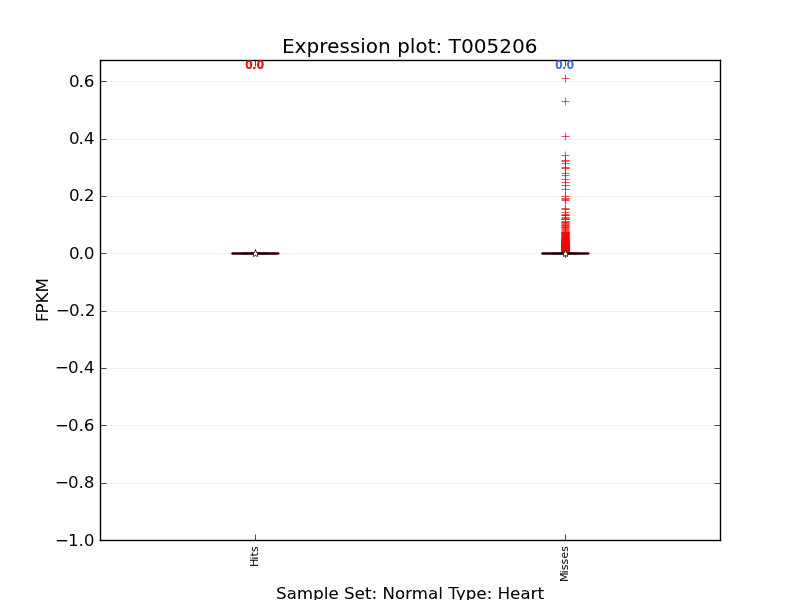 Expression plot: T005206
0.0 0.0
0.6
0.4
0.2
0.0
−0.2
−0.4
−0.6
−0.8
−1.0
FPKM
Hits Misses
Sample Set: Normal Type: Heart